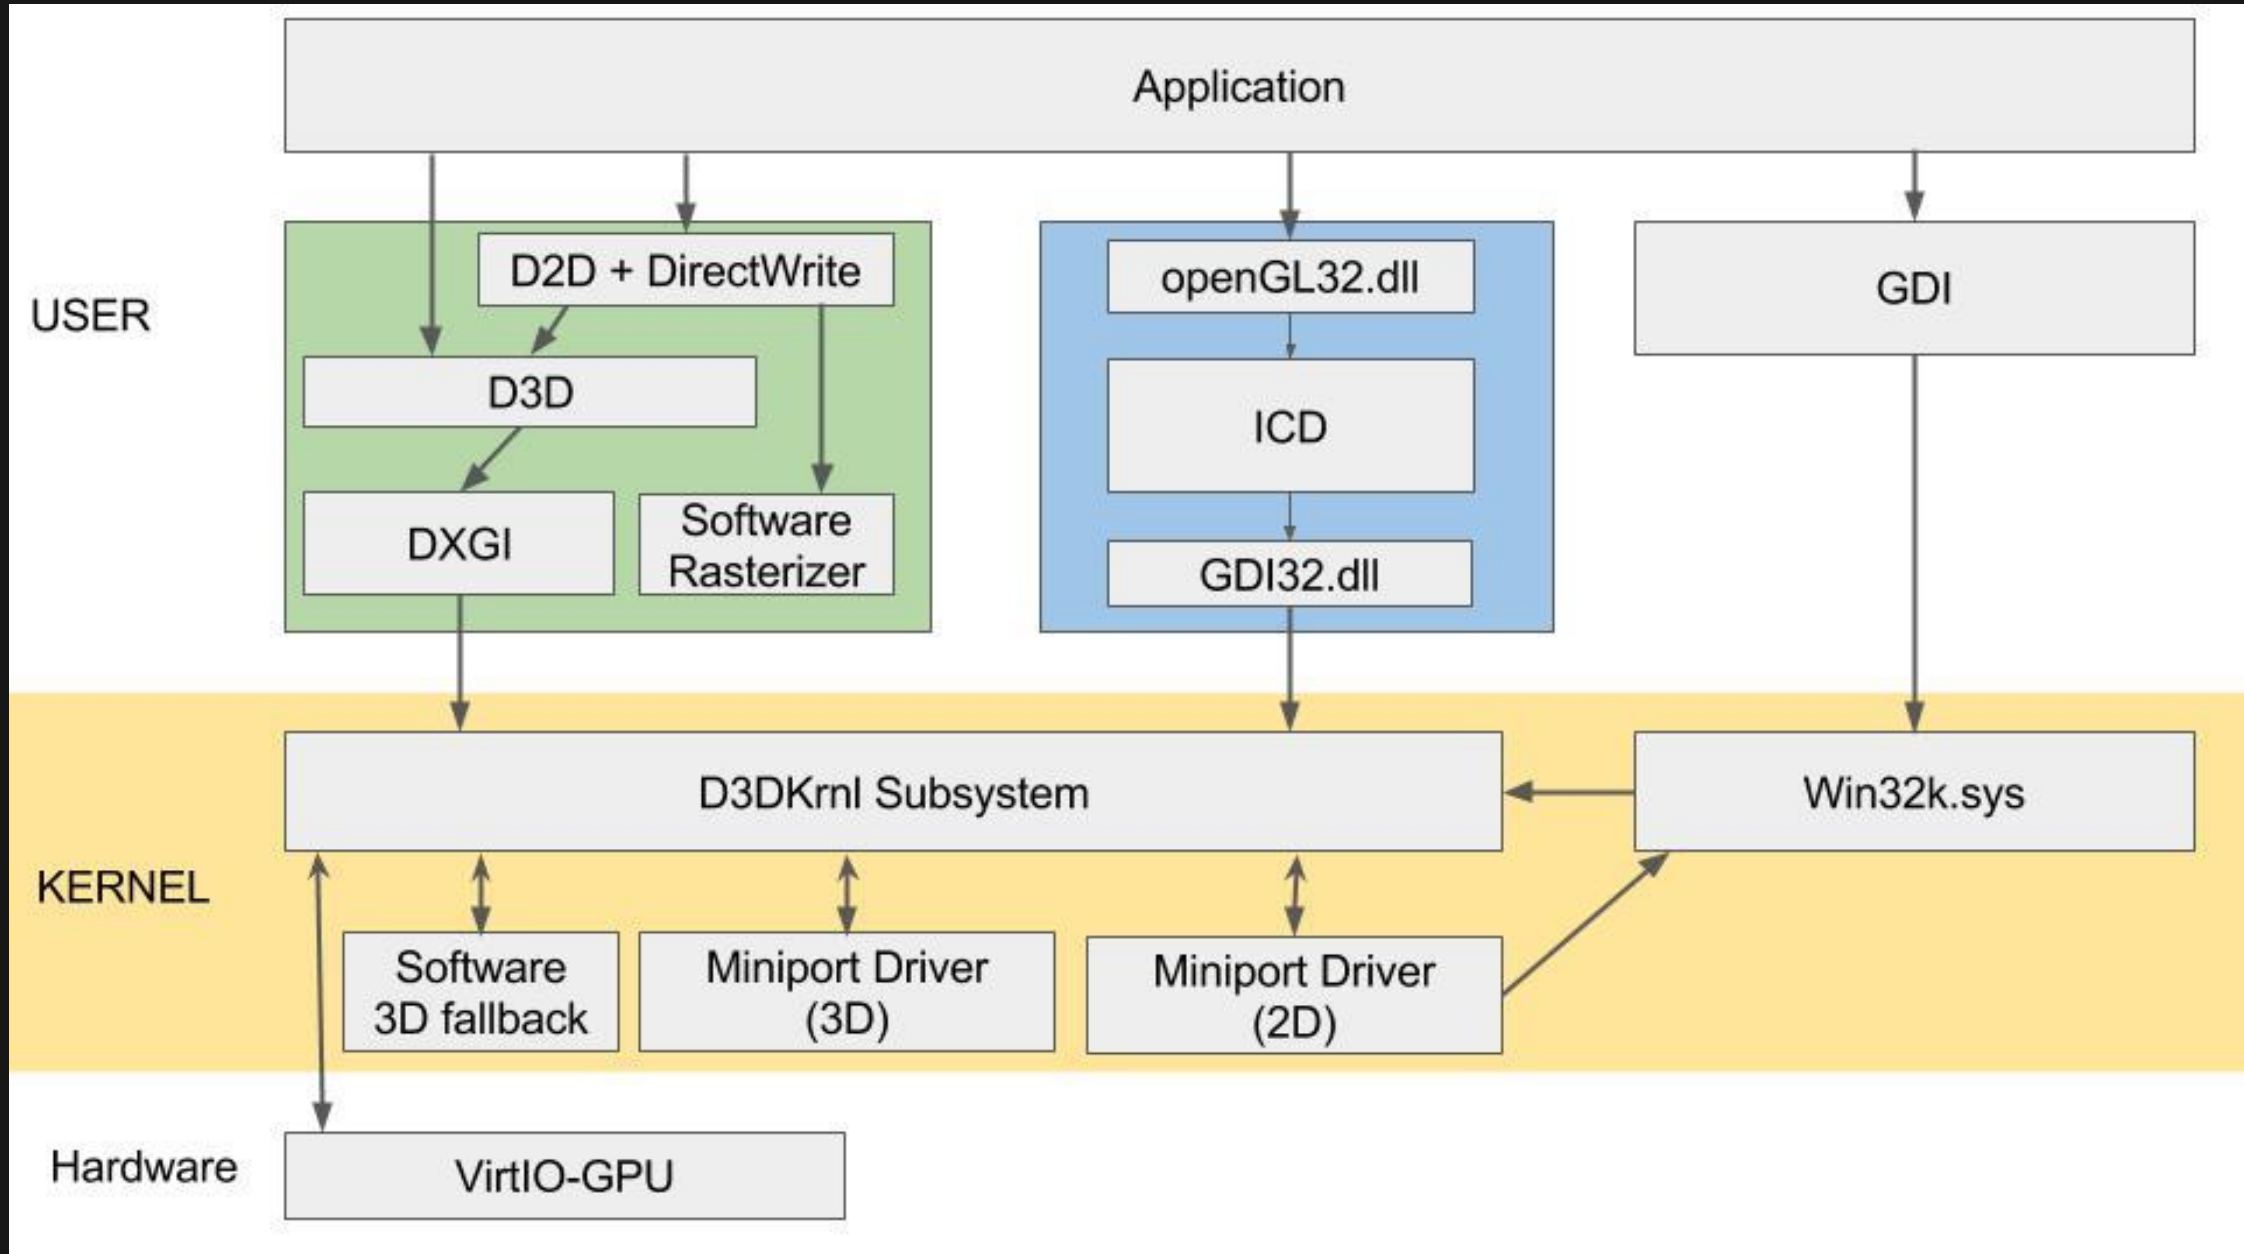 Application
D2D + DirectWrite
openGL32.dll
USER
GDI
D3D
ICD
DXGI
Software
Rasterizer
GDI32.dll
D3DKrnl Subsystem
Win32k.sys
KERNEL
Software
3D fallback
Miniport Driver
(3D)
Miniport Driver
(2D)
Hardware
VirtIO-GPU